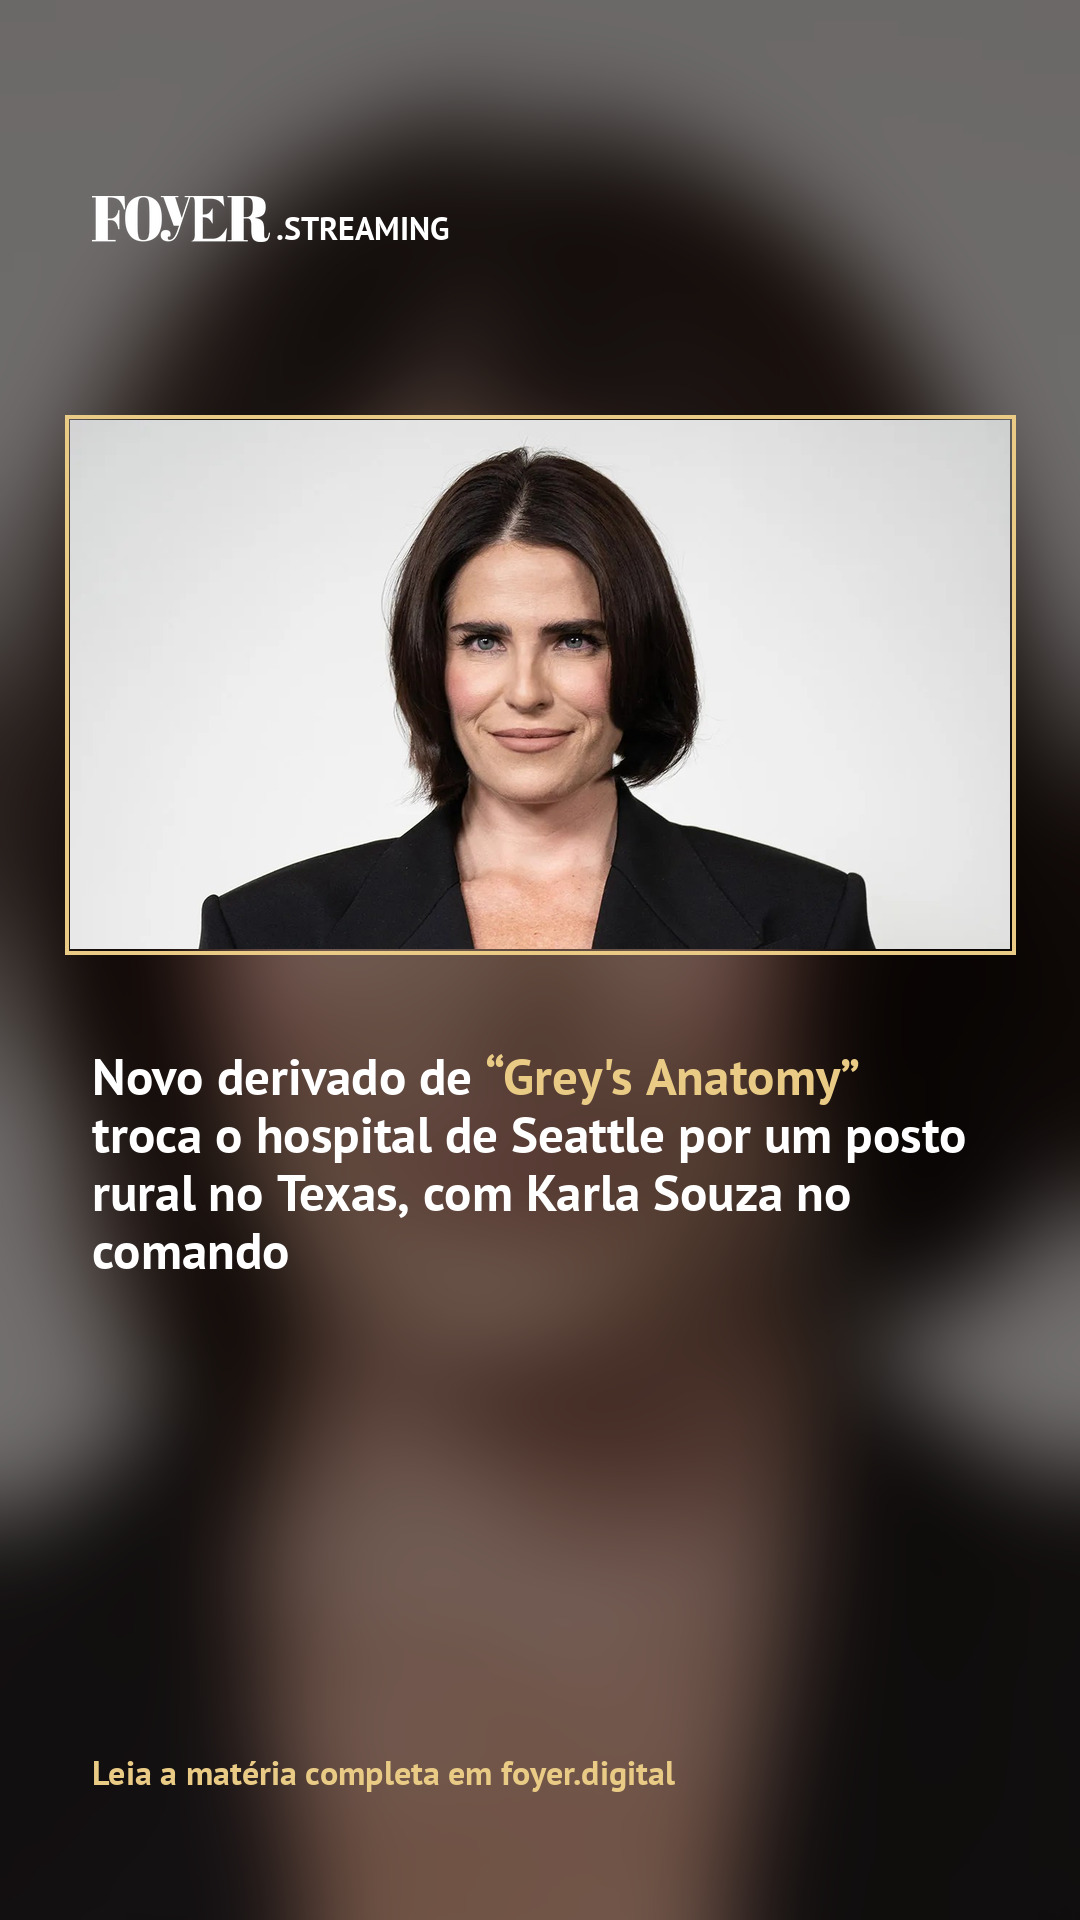 FOYER .STREAMING
Novo derivado de “Grey's Anatomy”
troca o hospital de Seattle por um posto
rural no Texas, com Karla Souza no
comando
Leia a matéria completa em foyer.digital